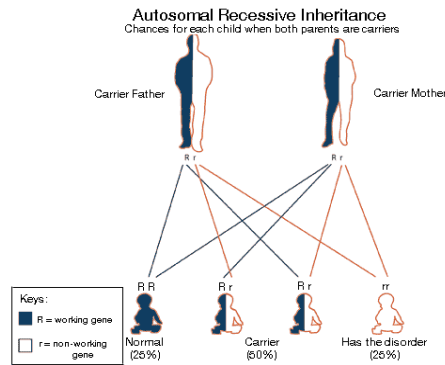 Autosomal Recessive Inheritance
Chances for each child when both parents are carriers
Carrier Father
Carrier Mother
R r
R r
R R
R r
R r
rr
Keys:
R = working gene
r = non-working
gene
Normal
(25%)
Carrier
(50%)
Has the disorder
(25%)